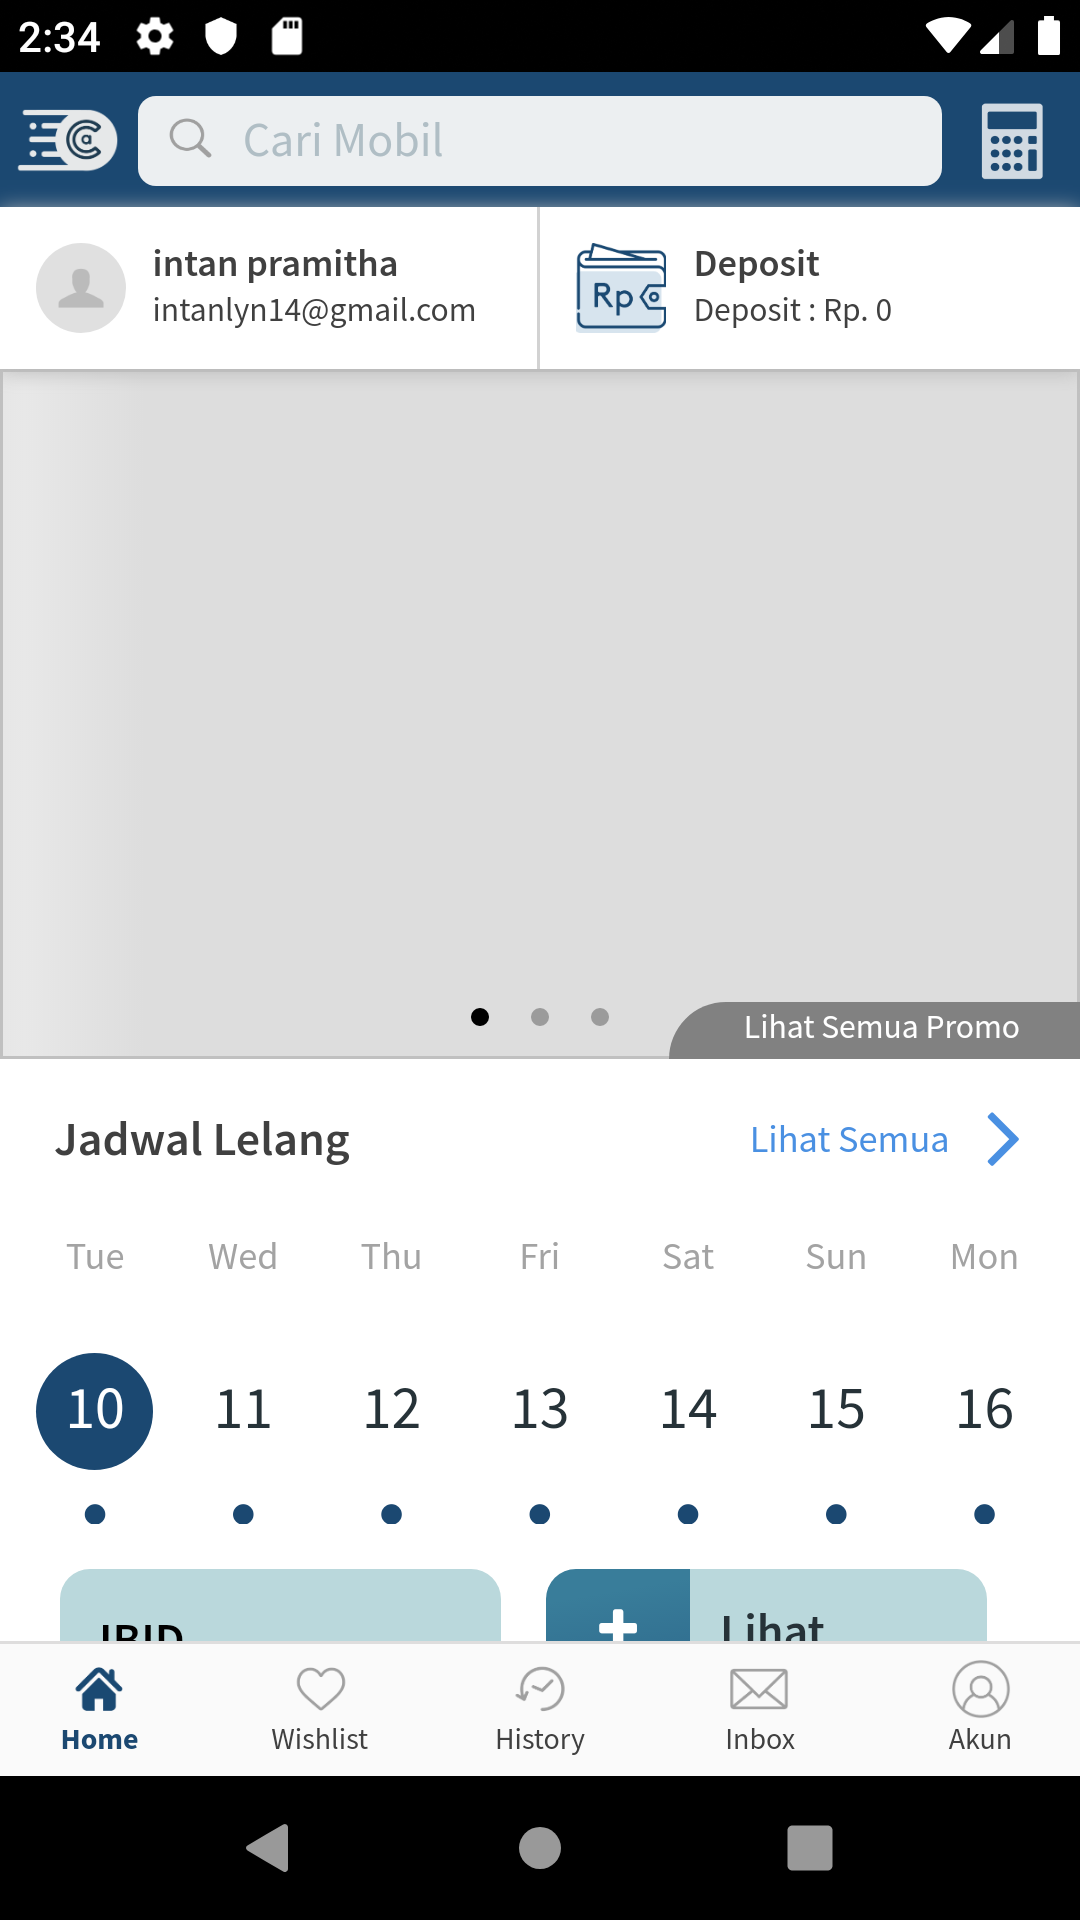 2:34
Cari Mobil
intan pramitha
intanlyn14@gmail.com
Deposit
Deposit : Rp. 0
Rp
Lihat Semua Promo
Jadwal Lelang
Lihat Semua
Tue Wed Thu Fri Sat Sun Mon
10 11 12 13 14 15 16
IBID
Lihat
Home Wishlist History Inbox Akun